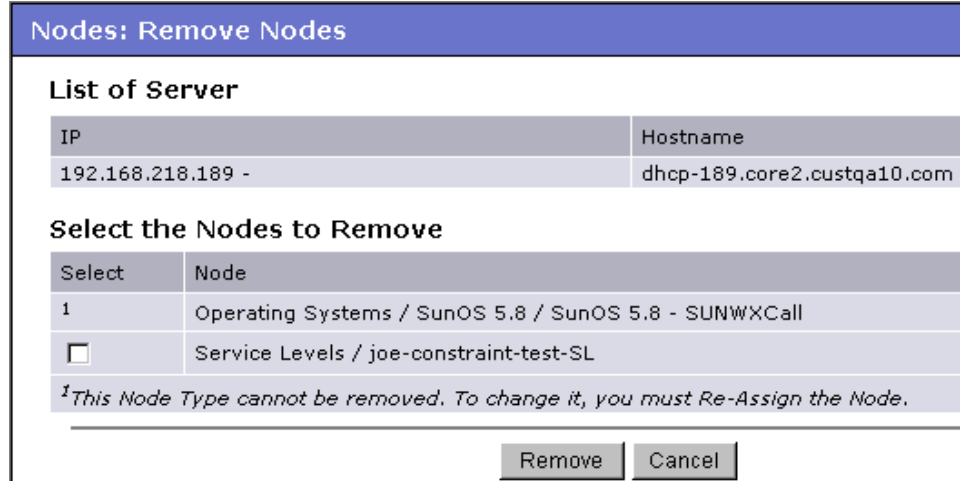 Nodes: Remove Nodes
List of Server
IP Hostname
192.168.218.189 - dhcp-189.core2.custqa10.com
Select the Nodes to Remove
Select Node
1 Operating Systems / SunOS 5.8 / SunOS 5.8 - SUNWXCall
Service Levels / joe-constraint-test-SL
1This Node Type cannot be removed. To change it, you must Re-Assign the Node.
Remove Cancel